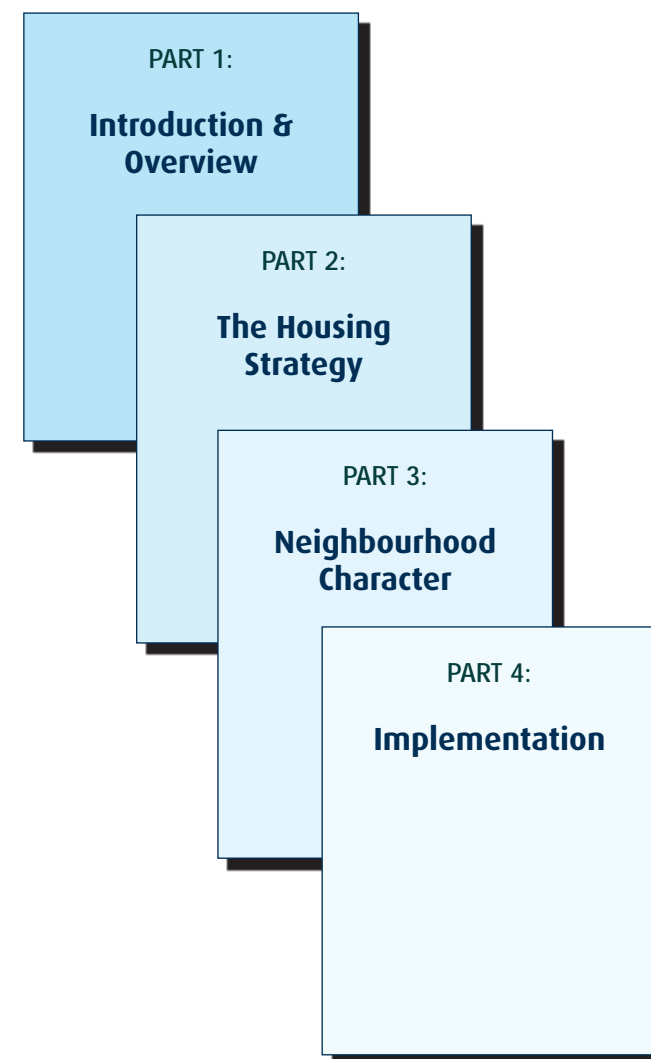 PART 1:
Introduction &
Overview
PART 2:
The Housing
Strategy
PART 3:
Neighbourhood
Character
PART 4:
Implementation